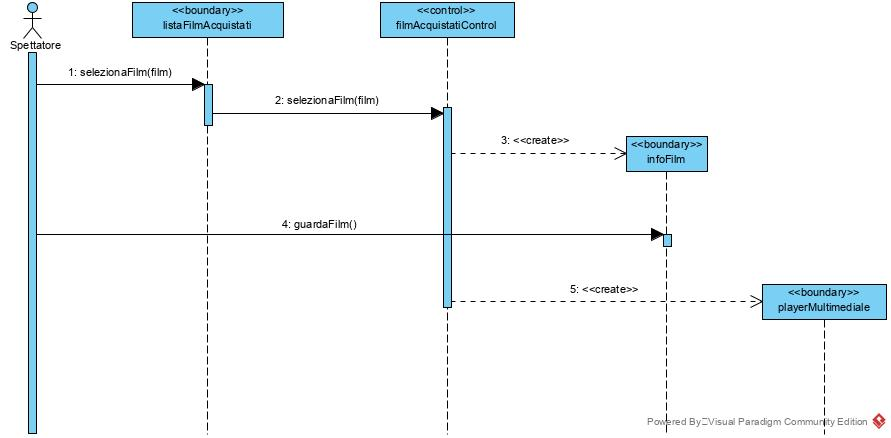 <<boundary>>
listaFilmAcquistati
<<control>>
filmAcquistatiControl
Spettatore
1: selezionaFilm(film)
2: selezionaFilm(film)
3: <<create>>
<<boundary>>
infoFilm
4: guardaFilm()
5: <<create>>
<<boundary>>
playerMultimediale
Powered By Visual Paradigm Community Edition